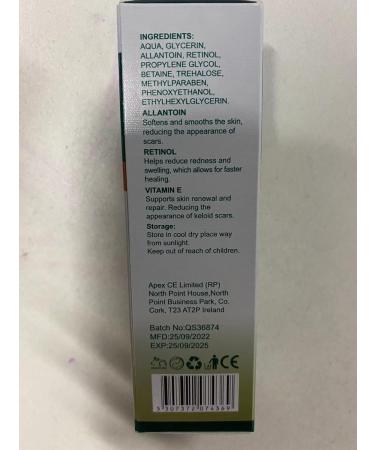 INGREDIENTS:
AQUA, GLYCERIN,
ALLANTOIN, RETINOL,
PROPYLENE GLYCOL,
BETAINE, TREHALOSE,
METHYLPARABEN,
PHENOXYETHANOL,
ETHYLHEXYLGLYCERIN.
ALLANTOIN
Softens and smooths the skin,
reducing the appearance of
scars.
RETINOL
Helps reduce redness and
swelling, which allows for faster
healing.
VITAMIN E
Supports skin renewal and
repair. Reducing the
appearance of keloid scars.
Storage:
Store in cool dry place way
from sunlight.
Keep out of reach of children.
Apex CE Limited (RP)
North Point House,North
Point Business Park, Co.
Cork, T23 AT2P Ireland
Batch No:QS36874
MFD:25/09/2022
EXP:25/09/2025
CE
5 307372 074369